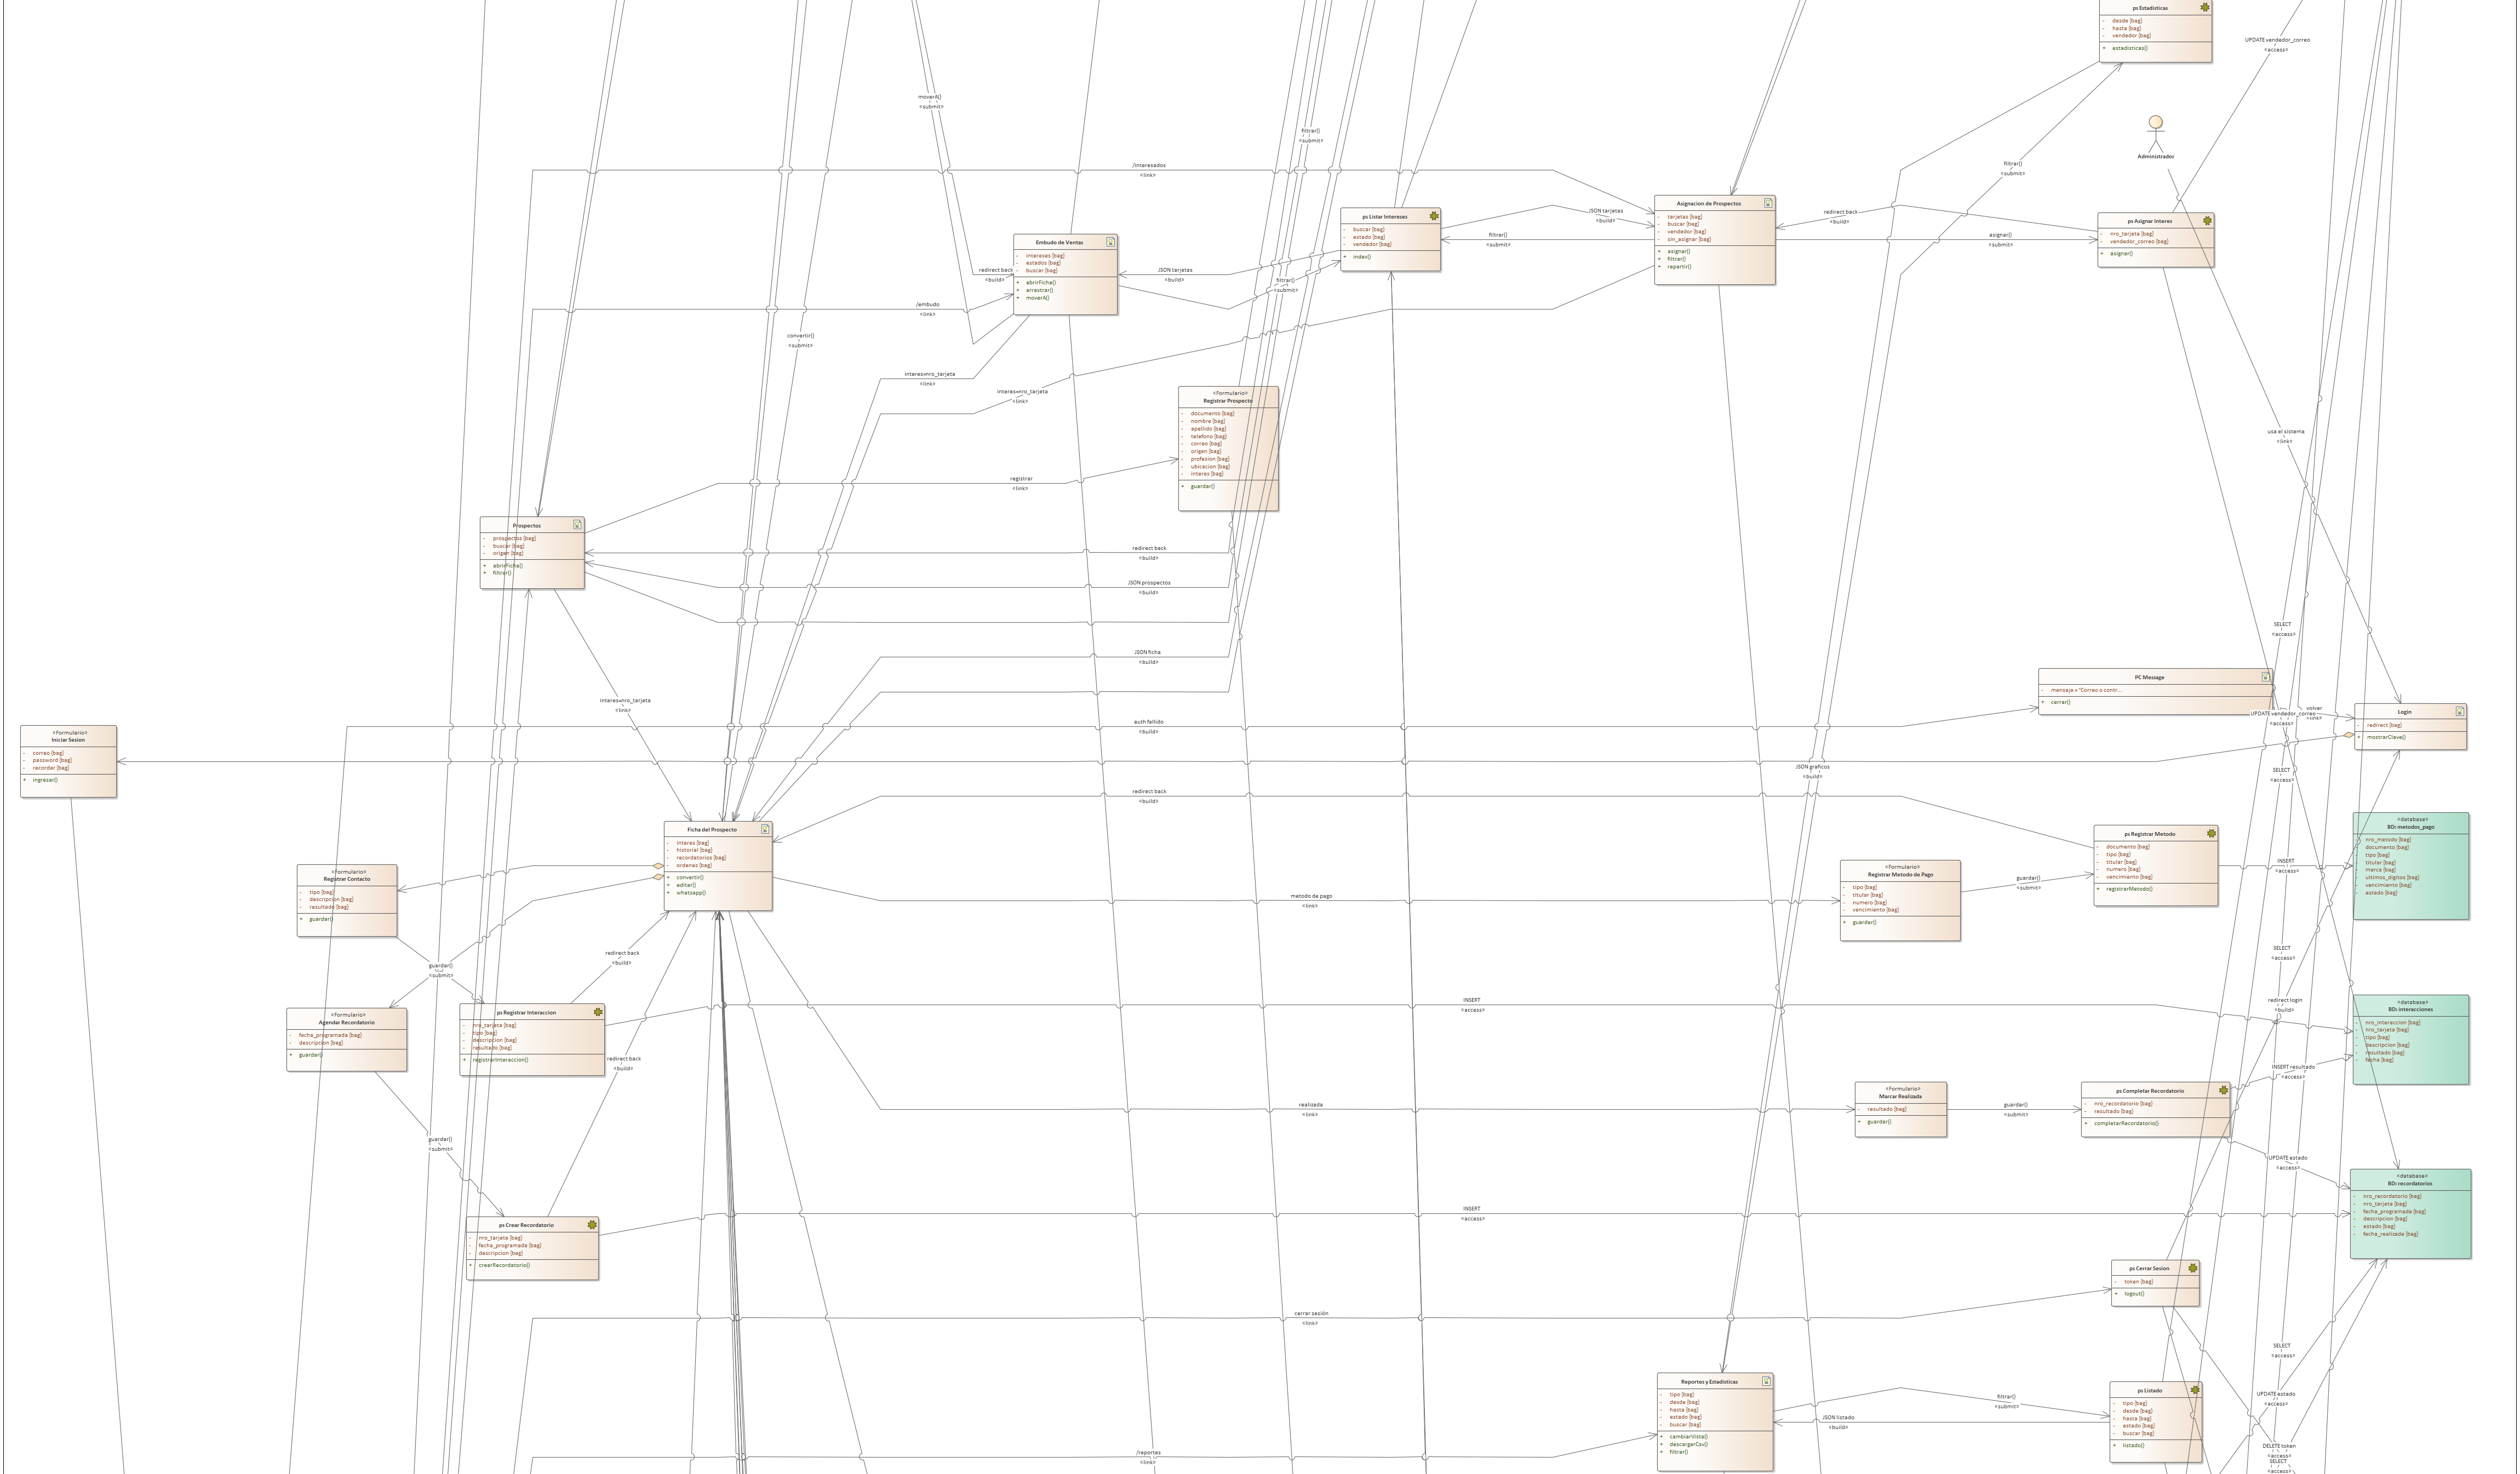 ps Estadisticas
- desde {bag}
- hasta {bag}
- vendedor {bag}
+ estadisticas()
UPDATE vendedor_correo
«access»
moverA()
«submit»
filtrar()
«submit»
Administrador
filtrar()
«submit»
/interesados
«link»
ps Listar Intereses
- buscar {bag}
- estado {bag}
- vendedor {bag}
+ index()
JSON tarjetas
«build»
filtrar()
«submit»
Asignacion de Prospectos
- tarjetas {bag}
- buscar {bag}
- vendedor {bag}
- sin_asignar {bag}
+ asignar()
+ filtrar()
+ repartir()
redirect back
«build»
asignar()
«submit»
ps Asignar Interes
- nro_tarjeta {bag}
- vendedor_correo {bag}
+ asignar()
Embudo de Ventas
- intereses {bag}
- estados {bag}
- buscar {bag}
+ abrirFicha()
+ arrastrar()
+ moverA()
redirect back
«build»
JSON tarjetas
«build»
filtrar()
«submit»
/embudo
«link»
convertir()
«submit»
interes=nro_tarjeta
«link»
interes=nro_tarjeta
«link»
«Formulario»
Registrar Prospecto
- documento {bag}
- nombre {bag}
- apellido {bag}
- telefono {bag}
- correo {bag}
- origen {bag}
- profesion {bag}
- ubicacion {bag}
- interes {bag}
+ guardar()
usa el sistema
«link»
registrar
«link»
Prospectos
- prospectos {bag}
- buscar {bag}
- origen {bag}
+ abrirFicha()
+ filtrar()
redirect back
«build»
JSON prospectos
«build»
SELECT
«access»
JSON ficha
«build»
interes=nro_tarjeta
«link»
PC Message
- mensaje = "Correo o contr...
+ cerrar()
volver
«link»
UPDATE vendedor_correo
«access»
Login
- redirect {bag}
+ mostrarClave()
auth fallido
«build»
«Formulario»
Iniciar Sesion
- correo {bag}
- password {bag}
- recordar {bag}
+ ingresar()
JSON graficos
«build»
SELECT
«access»
redirect back
«build»
Ficha del Prospecto
- interes {bag}
- historial {bag}
- recordatorios {bag}
- ordenes {bag}
+ convertir()
+ editar()
+ whatsapp()
ps Registrar Metodo
- documento {bag}
- tipo {bag}
- titular {bag}
- numero {bag}
- vencimiento {bag}
+ registrarMetodo()
INSERT
«access»
«database»
BD: metodos_pago
- nro_metodo {bag}
- documento {bag}
- tipo {bag}
- titular {bag}
- marca {bag}
- ultimos_digitos {bag}
- vencimiento {bag}
- estado {bag}
«Formulario»
Registrar Metodo de Pago
- tipo {bag}
- titular {bag}
- numero {bag}
- vencimiento {bag}
+ guardar()
guardar()
«submit»
metodo de pago
«link»
«Formulario»
Registrar Contacto
- tipo {bag}
- descripcion {bag}
- resultado {bag}
+ guardar()
guardar()
«submit»
redirect back
«build»
SELECT
«access»
«Formulario»
Agendar Recordatorio
- fecha_programada {bag}
- descripcion {bag}
+ guardar()
ps Registrar Interaccion
- nro_tarjeta {bag}
- tipo {bag}
- descripcion {bag}
- resultado {bag}
+ registrarInteraccion()
INSERT
«access»
redirect login
«build»
«database»
BD: interacciones
- nro_interaccion {bag}
- nro_tarjeta {bag}
- tipo {bag}
- descripcion {bag}
- resultado {bag}
- fecha {bag}
redirect back
«build»
INSERT resultado
«access»
realizada
«link»
«Formulario»
Marcar Realizada
- resultado {bag}
+ guardar()
guardar()
«submit»
ps Completar Recordatorio
- nro_recordatorio {bag}
- resultado {bag}
+ completarRecordatorio()
guardar()
«submit»
UPDATE estado
«access»
«database»
BD: recordatorios
- nro_recordatorio {bag}
- nro_tarjeta {bag}
- fecha_programada {bag}
- descripcion {bag}
- estado {bag}
- fecha_realizada {bag}
ps Crear Recordatorio
- nro_tarjeta {bag}
- fecha_programada {bag}
- descripcion {bag}
+ crearRecordatorio()
INSERT
«access»
ps Cerrar Sesion
- token {bag}
+ logout()
cerrar sesión
«link»
SELECT
«access»
Reportes y Estadisticas
- tipo {bag}
- desde {bag}
- hasta {bag}
- estado {bag}
- buscar {bag}
+ cambiarVista()
+ descargarCsv()
+ filtrar()
filtrar()
«submit»
JSON listado
«build»
ps Listado
- tipo {bag}
- desde {bag}
- hasta {bag}
- estado {bag}
- buscar {bag}
+ listado()
UPDATE estado
«access»
/reportes
«link»
DELETE token
«access»
SELECT
«access»